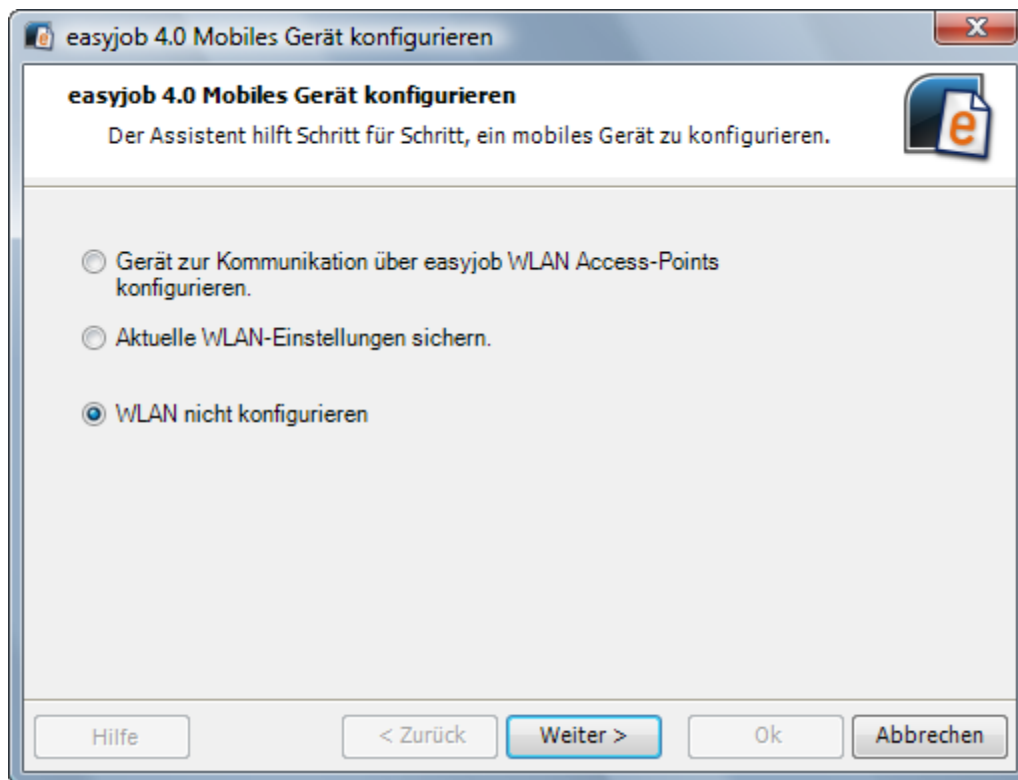 easyjob 4.0 Mobiles Gerät konfigurieren
easyjob 4.0 Mobiles Gerät konfigurieren
Der Assistent hilft Schritt für Schritt, ein mobiles Gerät zu konfigurieren.
Gerät zur Kommunikation über easyjob WLAN Access-Points
konfigurieren.
Aktuelle WLAN-Einstellungen sichern.
WLAN nicht konfigurieren
Hilfe < Zurück Weiter > Ok Abbrechen